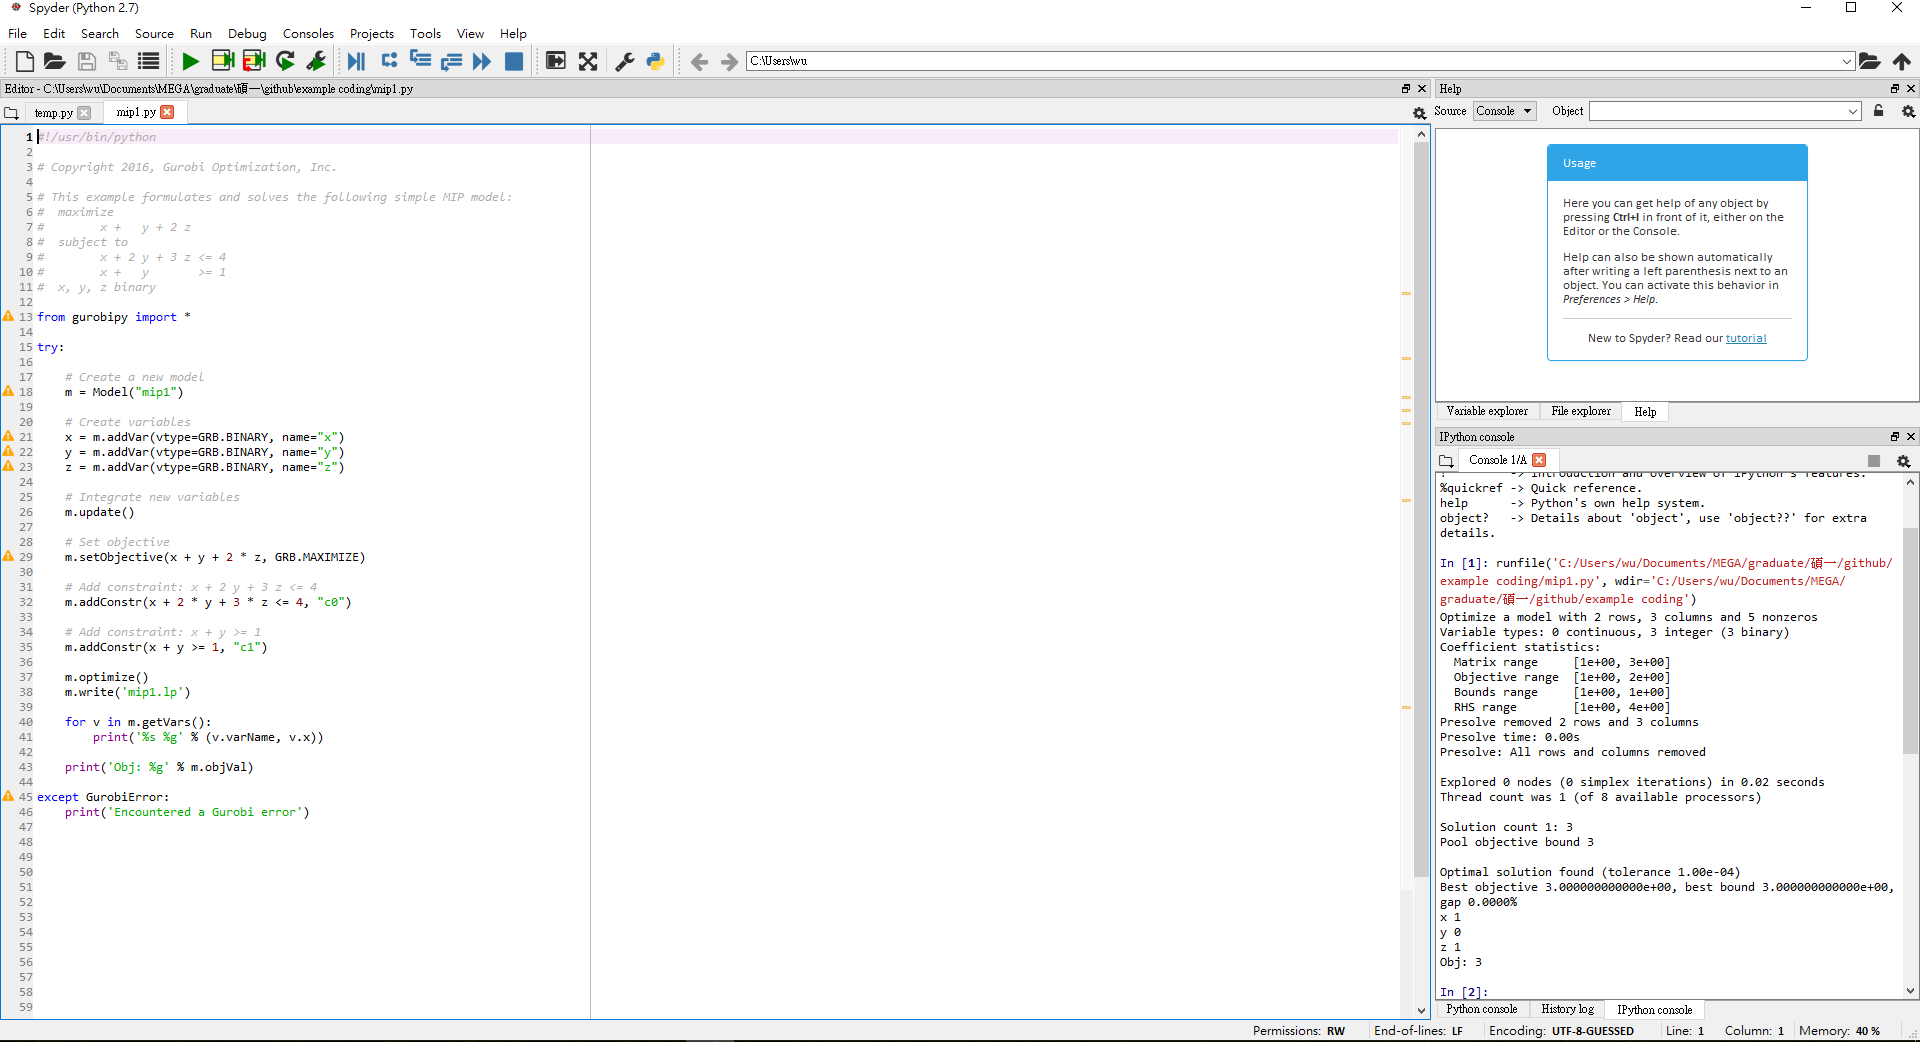 Spyder (Python 2.7)
File Edit Search Source Run Debug Consoles Projects Tools View Help
C:\Users\wu
Editor - C:\Users\wu\Documents\MEGA\graduate\碩一\github\example coding\mip1.py
temp.py mip1.py
1 #!/usr/bin/python
2
3 # Copyright 2016, Gurobi Optimization, Inc.
4
5 # This example formulates and solves the following simple MIP model:
6 #  maximize
7 #        x +   y + 2 z
8 #  subject to
9 #        x + 2 y + 3 z <= 4
10 #        x +   y       >= 1
11 #  x, y, z binary
12
13 from gurobipy import *
14
15 try:
16
17     # Create a new model
18     m = Model("mip1")
19
20     # Create variables
21     x = m.addVar(vtype=GRB.BINARY, name="x")
22     y = m.addVar(vtype=GRB.BINARY, name="y")
23     z = m.addVar(vtype=GRB.BINARY, name="z")
24
25     # Integrate new variables
26     m.update()
27
28     # Set objective
29     m.setObjective(x + y + 2 * z, GRB.MAXIMIZE)
30
31     # Add constraint: x + 2 y + 3 z <= 4
32     m.addConstr(x + 2 * y + 3 * z <= 4, "c0")
33
34     # Add constraint: x + y >= 1
35     m.addConstr(x + y >= 1, "c1")
36
37     m.optimize()
38     m.write('mip1.lp')
39
40     for v in m.getVars():
41         print('%s %g' % (v.varName, v.x))
42
43     print('Obj: %g' % m.objVal)
44
45 except GurobiError:
46     print('Encountered a Gurobi error')
47
48
49
50
51
52
53
54
55
56
57
58
59
Help
Source Console Object
Usage
Here you can get help of any object by
pressing Ctrl+I in front of it, either on the
Editor or the Console.
Help can also be shown automatically
after writing a left parenthesis next to an
object. You can activate this behavior in
Preferences > Help.
New to Spyder? Read our tutorial
Variable explorer File explorer Help
IPython console
Console 1/A
?         -> Introduction and overview of IPython's features.
%quickref -> Quick reference.
help      -> Python's own help system.
object?   -> Details about 'object', use 'object??' for extra
details.
In [1]: runfile('C:/Users/wu/Documents/MEGA/graduate/碩一/github/
example coding/mip1.py', wdir='C:/Users/wu/Documents/MEGA/
graduate/碩一/github/example coding')
Optimize a model with 2 rows, 3 columns and 5 nonzeros
Variable types: 0 continuous, 3 integer (3 binary)
Coefficient statistics:
  Matrix range     [1e+00, 3e+00]
  Objective range  [1e+00, 2e+00]
  Bounds range     [1e+00, 1e+00]
  RHS range        [1e+00, 4e+00]
Presolve removed 2 rows and 3 columns
Presolve time: 0.00s
Presolve: All rows and columns removed
Explored 0 nodes (0 simplex iterations) in 0.02 seconds
Thread count was 1 (of 8 available processors)
Solution count 1: 3
Pool objective bound 3
Optimal solution found (tolerance 1.00e-04)
Best objective 3.000000000000e+00, best bound 3.000000000000e+00,
gap 0.0000%
x 1
y 0
z 1
Obj: 3
In [2]:
Python console History log IPython console
Permissions: RW End-of-lines: LF Encoding: UTF-8-GUESSED Line: 1 Column: 1 Memory: 40 %